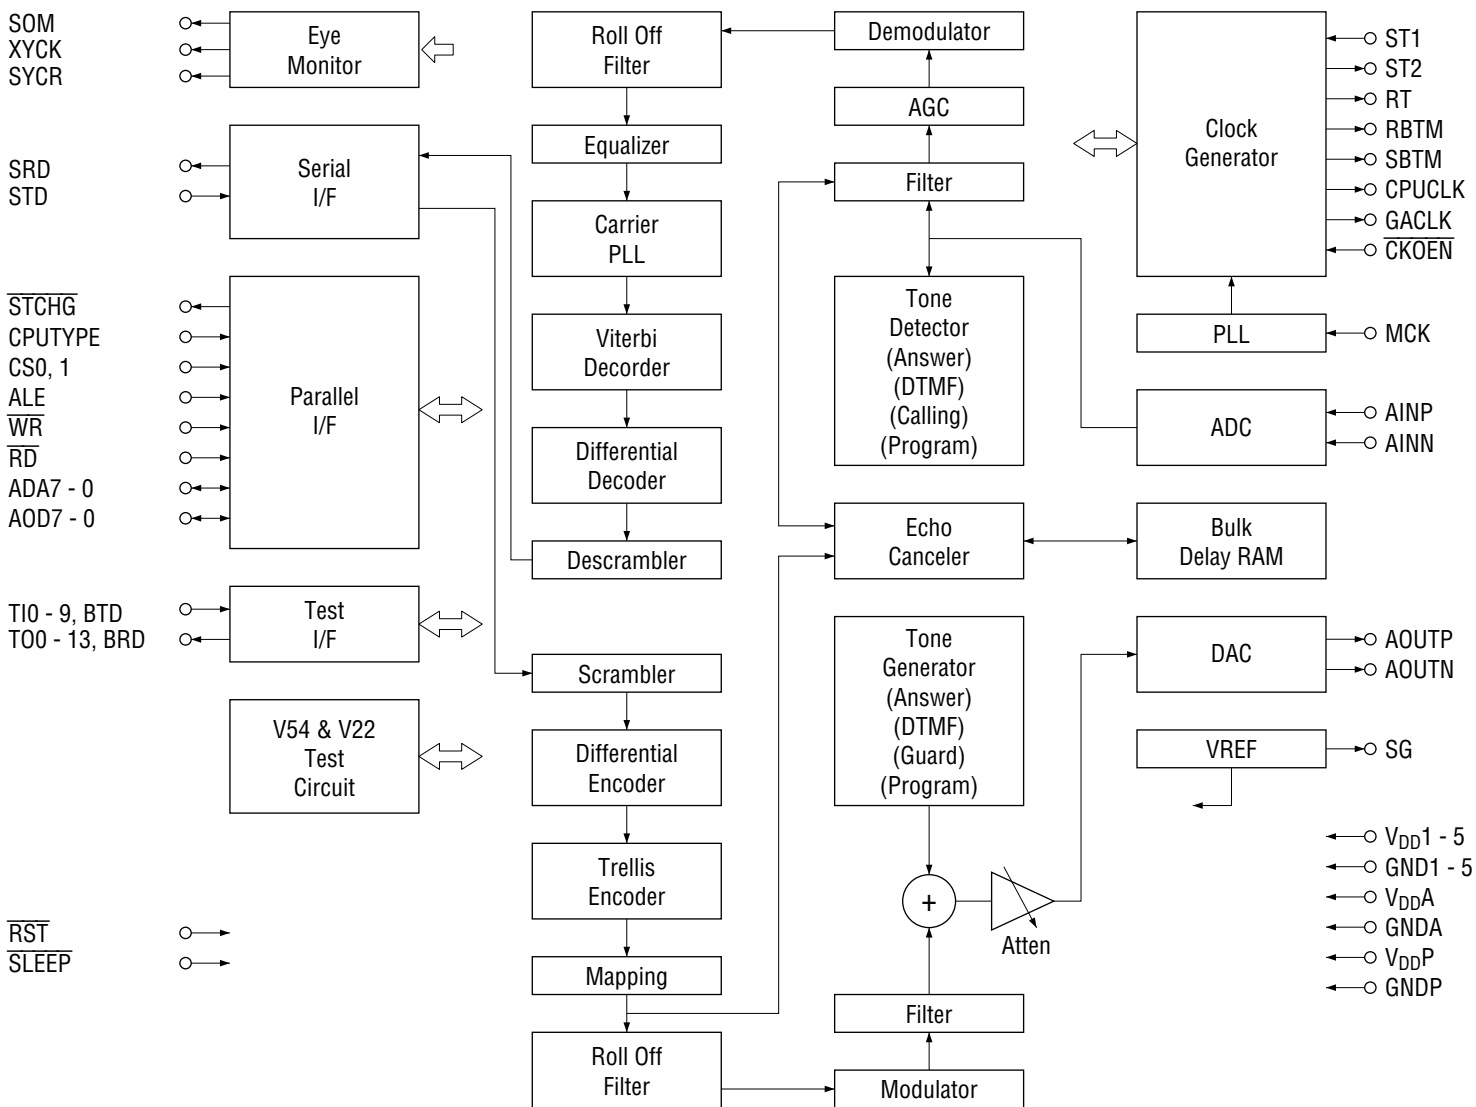 SOM
XYCK
SYCR
Eye
Monitor
SRD
STD
Serial
I/F
STCHG
CPUTYPE
CS0, 1
ALE
WR
RD
ADA7 - 0
AOD7 - 0
Parallel
I/F
TI0 - 9, BTD
TO0 - 13, BRD
Test
I/F
V54 & V22
Test
Circuit
RST
SLEEP
Roll Off
Filter
Equalizer
Carrier
PLL
Viterbi
Decorder
Differential
Decoder
Descrambler
Scrambler
Differential
Encoder
Trellis
Encoder
Mapping
Roll Off
Filter
Demodulator
AGC
Filter
Tone
Detector
(Answer)
(DTMF)
(Calling)
(Program)
Echo
Canceler
Tone
Generator
(Answer)
(DTMF)
(Guard)
(Program)
+
Atten
Filter
Modulator
Clock
Generator
PLL
ADC
Bulk
Delay RAM
DAC
VREF
ST1
ST2
RT
RBTM
SBTM
CPUCLK
GACLK
CKOEN
MCK
AINP
AINN
AOUTP
AOUTN
SG
VDD1 - 5
GND1 - 5
VDDA
GNDA
VDDP
GNDP